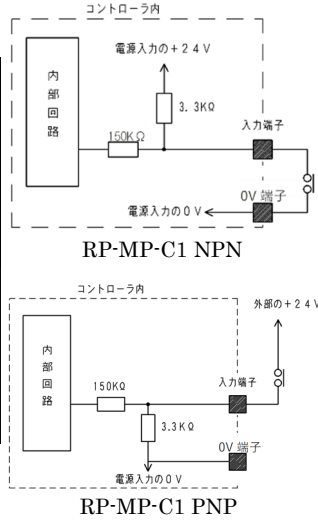 コントローラ内
電源入力の＋２４Ｖ
内部回路
3.3KΩ
150KΩ
入力端子
0V 端子
電源入力の０Ｖ
RP-MP-C1 NPN
コントローラ内
外部の＋２４Ｖ
内部回路
150KΩ
入力端子
3.3KΩ
0V 端子
電源入力の０Ｖ
RP-MP-C1 PNP